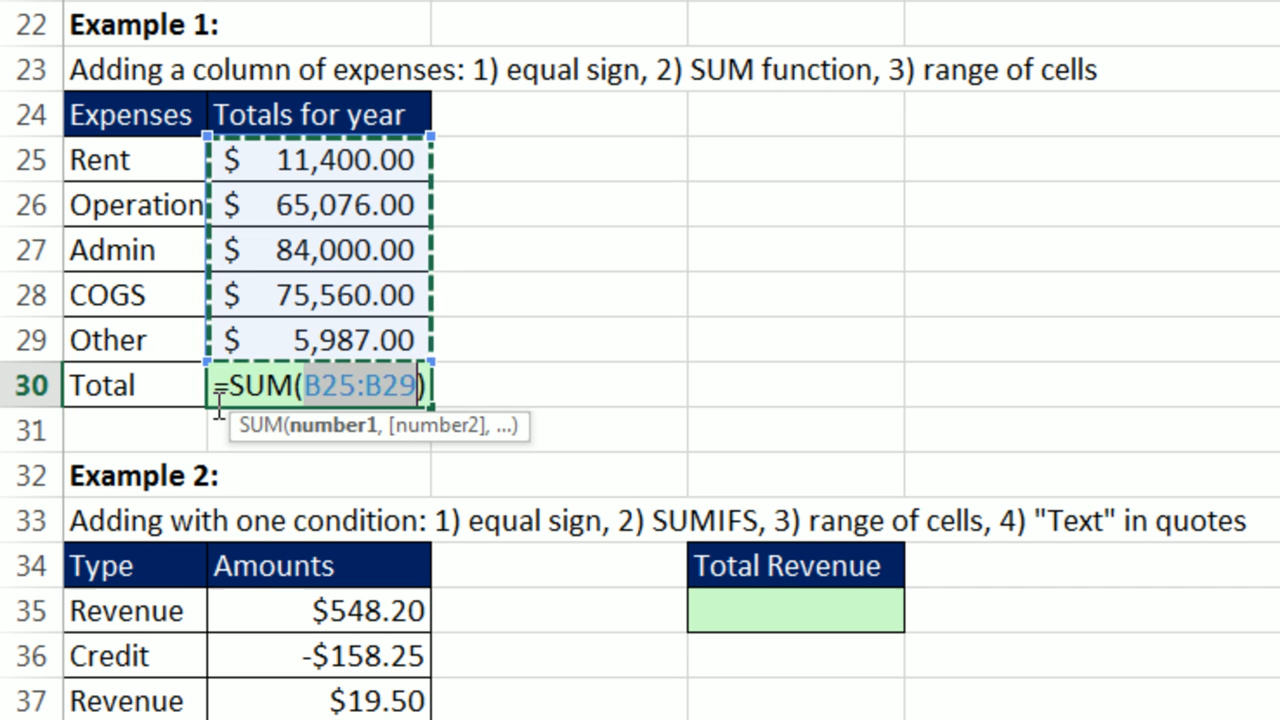 22 Example 1:
23 Adding a column of expenses: 1) equal sign, 2) SUM function, 3) range of cells
24 Expenses Totals for year
25 Rent $ 11,400.00
26 Operation $ 65,076.00
27 Admin $ 84,000.00
28 COGS $ 75,560.00
29 Other $ 5,987.00
30 Total =SUM(B25:B29)
SUM(number1, [number2], ...)
31
32 Example 2:
33 Adding with one condition: 1) equal sign, 2) SUMIFS, 3) range of cells, 4) "Text" in quotes
34 Type Amounts Total Revenue
35 Revenue $548.20
36 Credit -$158.25
37 Revenue $19.50